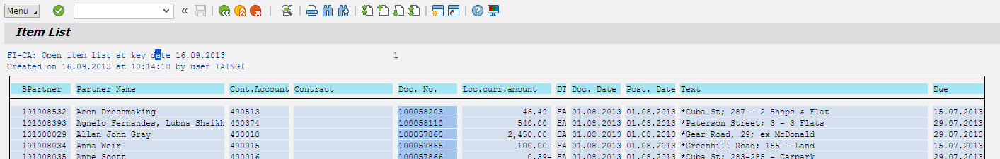 Menu
Item List
FI-CA: Open item list at key date 16.09.2013 1
Created on 16.09.2013 at 10:14:18 by user IAINGI
BPartner Partner Name Cont.Account Contract Doc. No. Loc.curr.amount DT Doc. Date Post. Date Text Due
101008532 Aeon Dressmaking 400513 100058203 46.49 SA 01.08.2013 01.08.2013 *Cuba St; 287 - 2 Shops & Flat 15.07.2013
101008393 Agnelo Fernandes, Lubna Shaikh 400374 100058110 540.00 SA 01.08.2013 01.08.2013 *Paterson Street; 3 - 3 Flats 29.07.2013
101008029 Allan John Gray 400010 100057860 2,450.00 SA 01.08.2013 01.08.2013 *Gear Road, 29; ex McDonald 29.07.2013
101008034 Anna Weir 400015 100057865 100.00- SA 01.08.2013 01.08.2013 *Greenhill Road; 155 - Land 15.07.2013
101008035 Anne Scott 400016 100057866 0.39- SA 01.08.2013 01.08.2013 *Cuba St; 283-285 - Carpark 29.07.2013